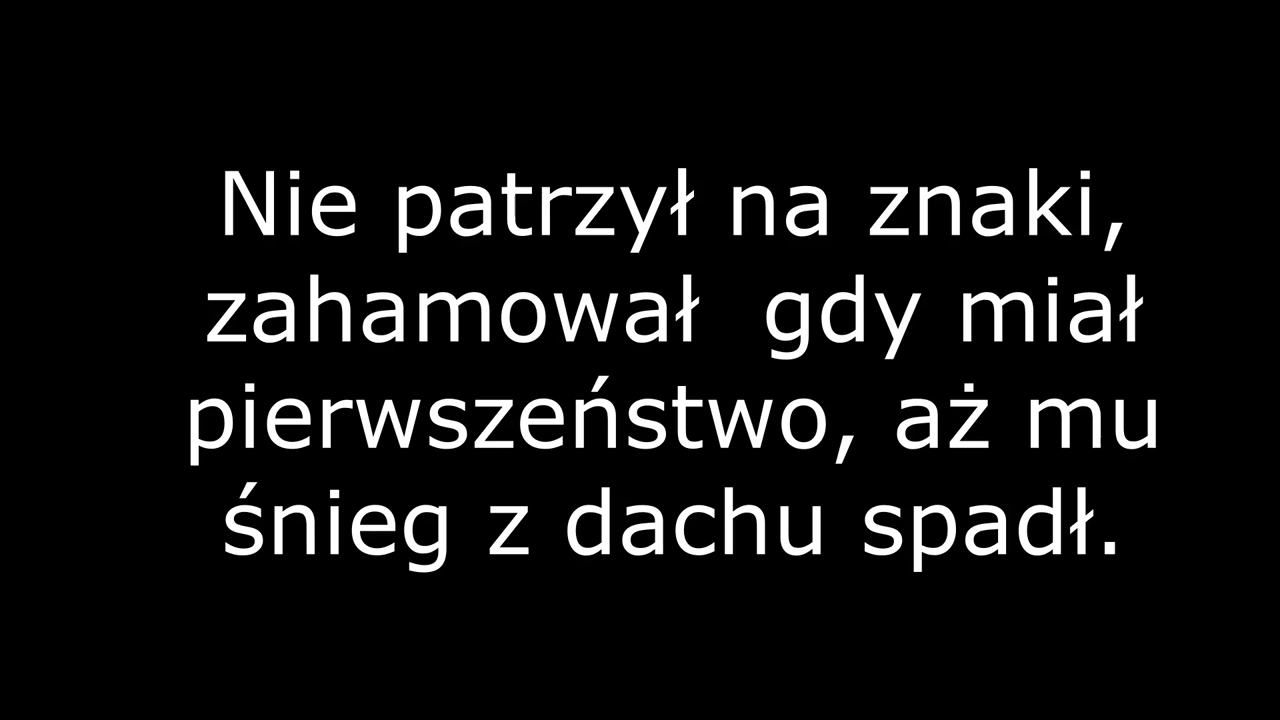 Nie patrzył na znaki,
zahamował  gdy miał
pierwszeństwo, aż mu
śnieg z dachu spadł.